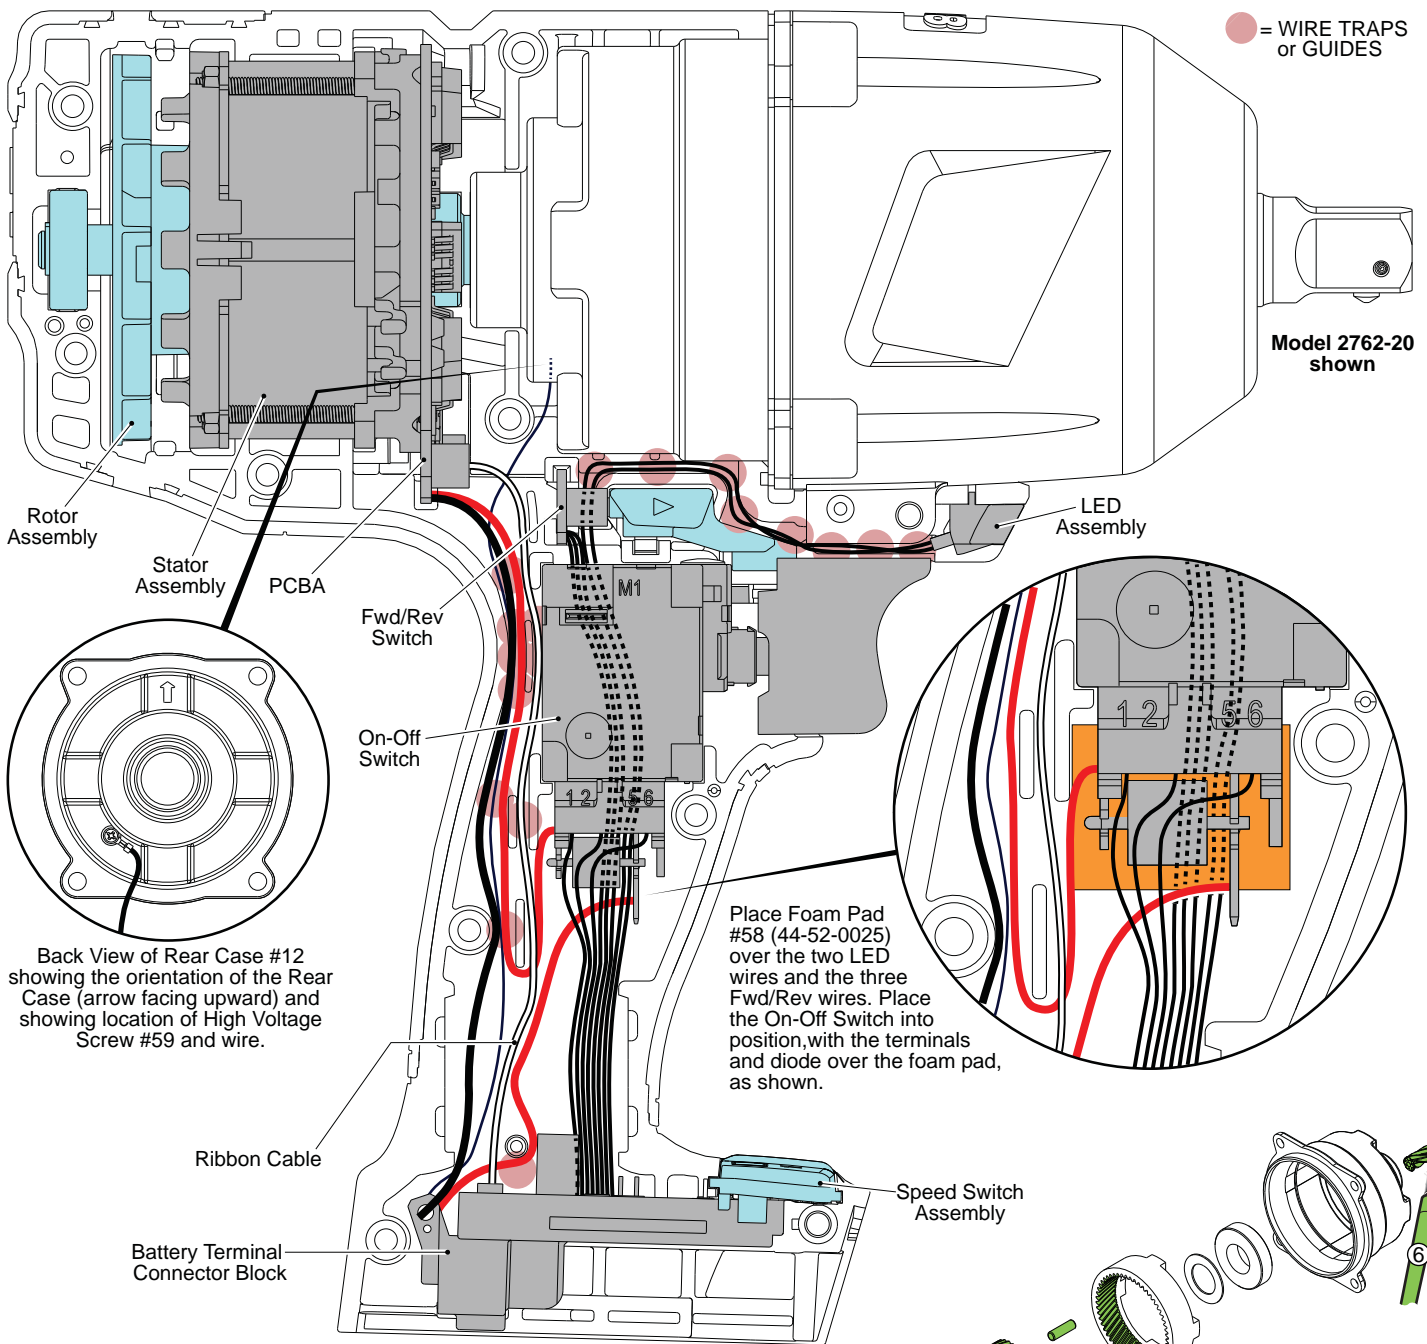 = WIRE TRAPS
or GUIDES
Model 2762-20
shown
Rotor
Assembly
Stator
Assembly
PCBA
Fwd/Rev
Switch
LED
Assembly
M1
On-Off
Switch
1 2 5 6
1 2 5 6
Back View of Rear Case #12
showing the orientation of the Rear
Case (arrow facing upward) and
showing location of High Voltage
Screw #59 and wire.
Place Foam Pad
#58 (44-52-0025)
over the two LED
wires and the three
Fwd/Rev wires. Place
the On-Off Switch into
position,with the terminals
and diode over the foam pad,
as shown.
Ribbon Cable
Speed Switch
Assembly
Battery Terminal
Connector Block
6